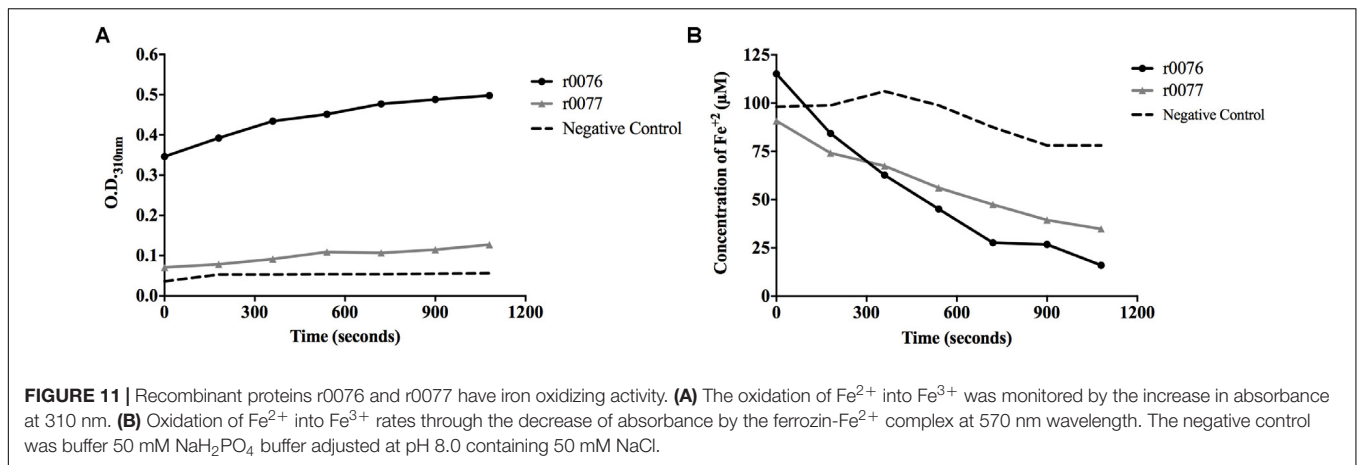 A
0.6
0.5
0.4
0.3
0.2
0.1
0.0
O.D.310nm
0 300 600 900 1200
Time (seconds)
r0076
r0077
Negative Control
B
125
100
75
50
25
0
Concentration of Fe⁺² (µM)
0 300 600 900 1200
Time (seconds)
r0076
r0077
Negative Control
FIGURE 11 | Recombinant proteins r0076 and r0077 have iron oxidizing activity. (A) The oxidation of Fe²⁺ into Fe³⁺ was monitored by the increase in absorbance
at 310 nm. (B) Oxidation of Fe²⁺ into Fe³⁺ rates through the decrease of absorbance by the ferrozin-Fe²⁺ complex at 570 nm wavelength. The negative control
was buffer 50 mM NaH₂PO₄ buffer adjusted at pH 8.0 containing 50 mM NaCl.